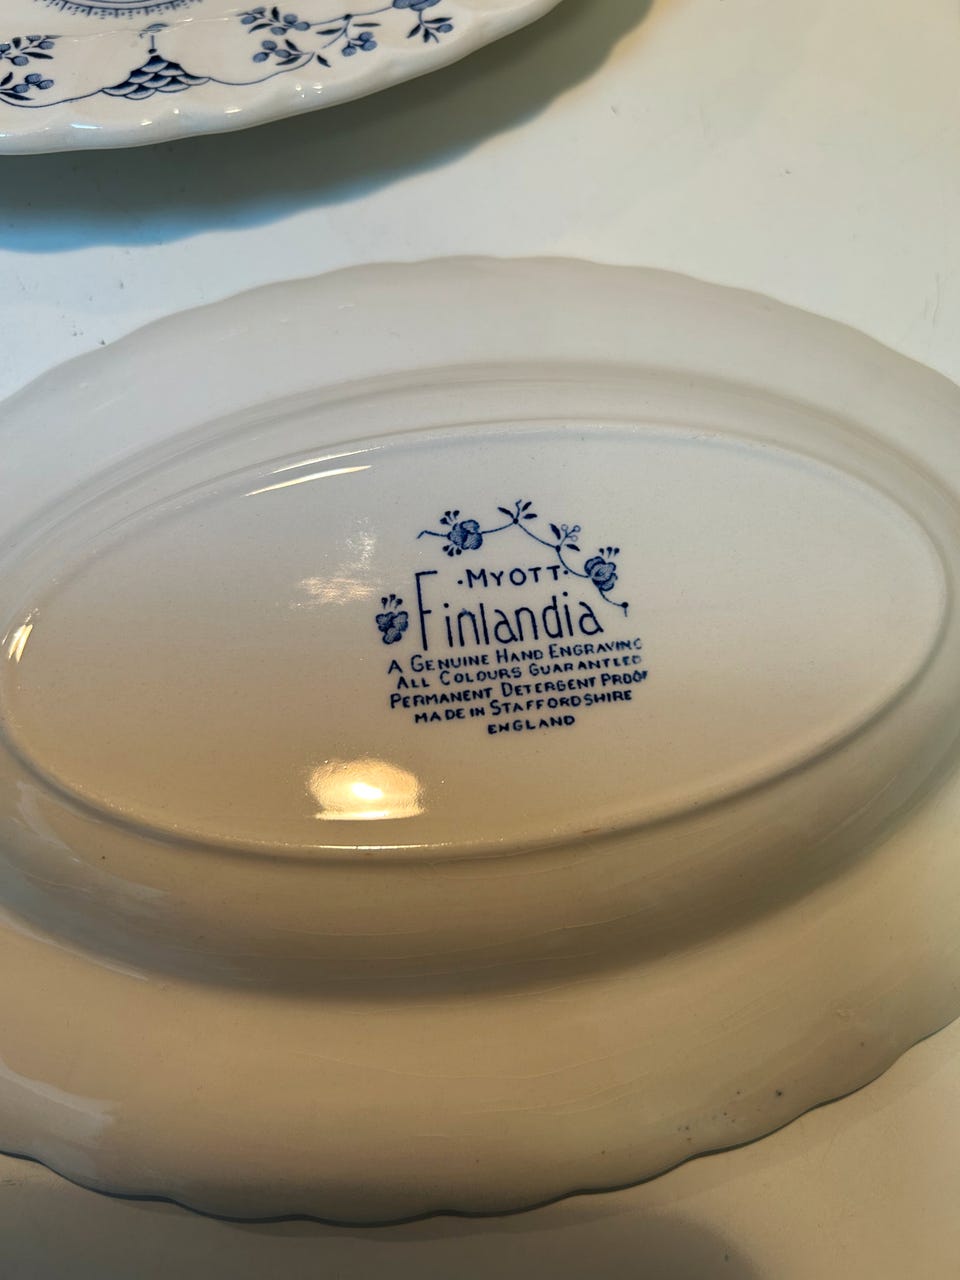 ·MYOTT·
Finlandia
A GENUINE HAND ENGRAVING
ALL COLOURS GUARANTEED
PERMANENT DETERGENT PROOF
MADE IN STAFFORDSHIRE
ENGLAND